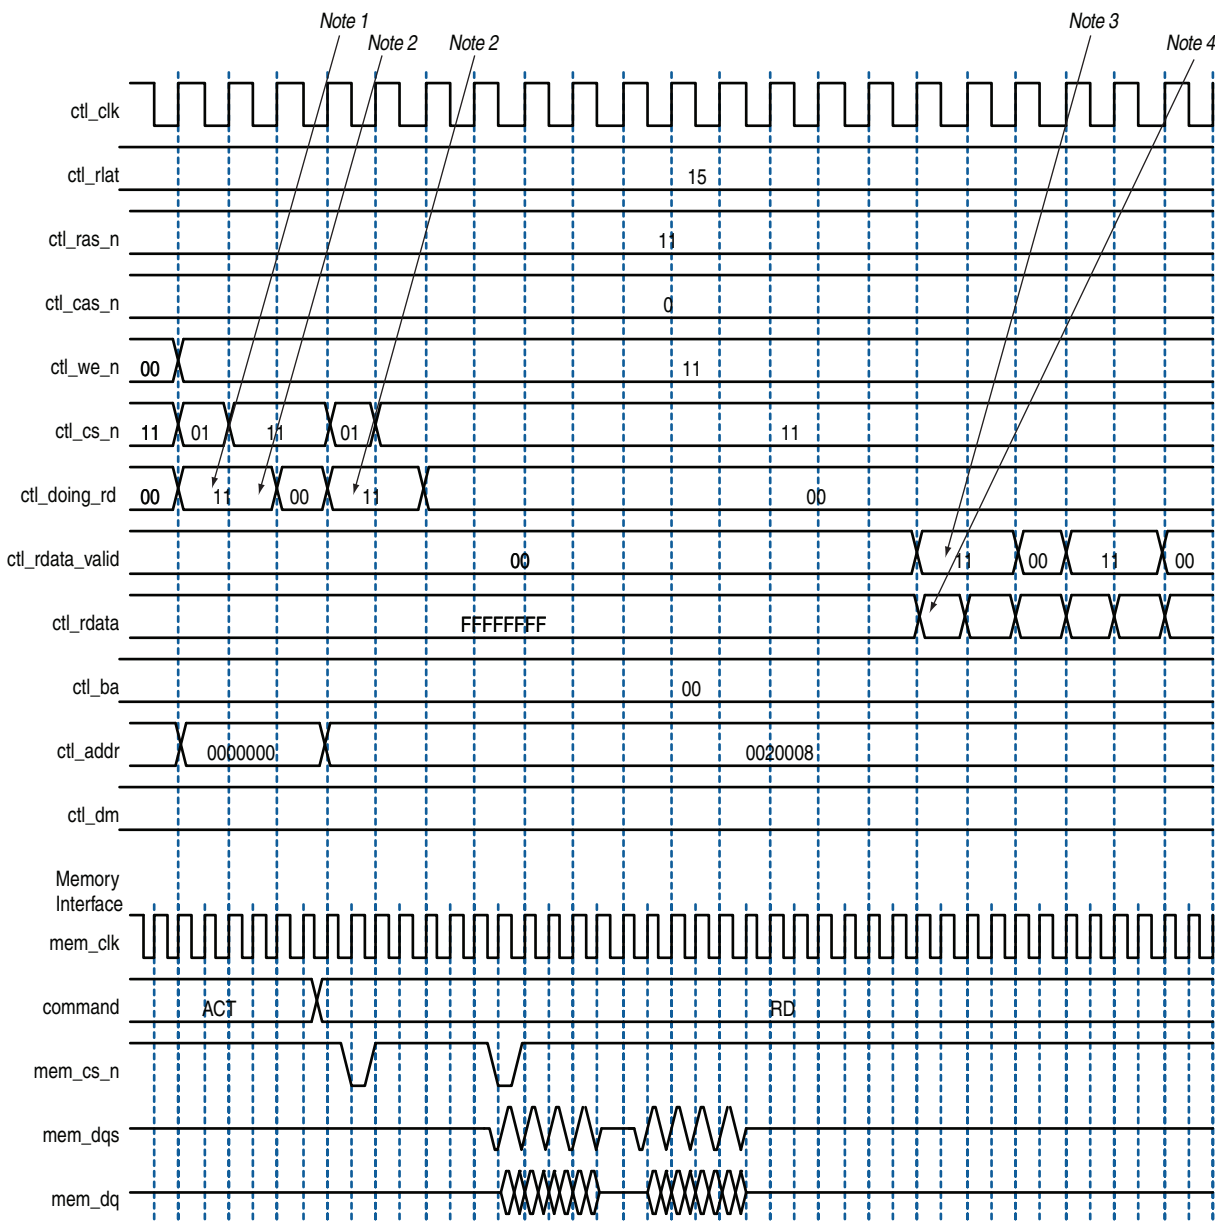 Note 1
Note 3
Note 2
Note 2
Note 4
ctl_clk
ctl_rlat
15
ctl_ras_n
11
ctl_cas_n
0
ctl_we_n
00
11
ctl_cs_n
11
01
11
01
11
ctl_doing_rd
00
11
00
11
00
ctl_rdata_valid
00
11
00
11
00
ctl_rdata
FFFFFFFF
ctl_ba
00
ctl_addr
0000000
0020008
ctl_dm
Memory
Interface
mem_clk
command
ACT
RD
mem_cs_n
mem_dqs
mem_dq